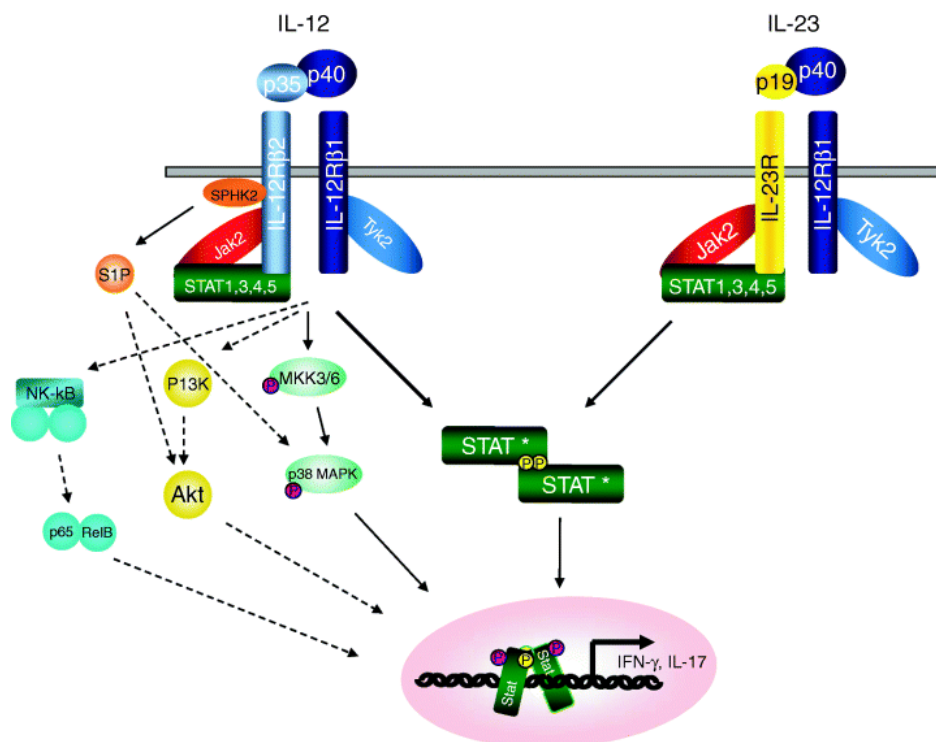 IL-12
IL-23
p35
p40
p19
p40
IL-12Rβ2
IL-12Rβ1
IL-23R
IL-12Rβ1
SPHK2
Jak2
Tyk2
Jak2
Tyk2
S1P
STAT1,3,4,5
STAT1,3,4,5
NK-kB
P13K
MKK3/6
P
STAT *
P P
STAT *
p38 MAPK
P
Akt
p65
RelB
P
P
P
Stat
Stat
IFN-γ, IL-17